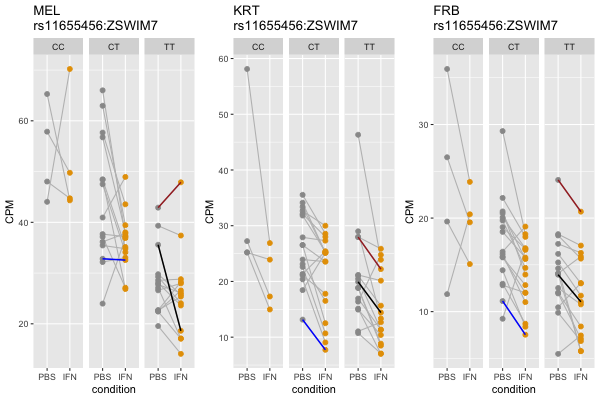 MEL
rs11655456:ZSWIM7
CC CT TT
CPM
60
40
20
PBS IFN PBS IFN PBS IFN
condition
KRT
rs11655456:ZSWIM7
CC CT TT
CPM
60
50
40
30
20
10
PBS IFN PBS IFN PBS IFN
condition
FRB
rs11655456:ZSWIM7
CC CT TT
CPM
30
20
10
PBS IFN PBS IFN PBS IFN
condition